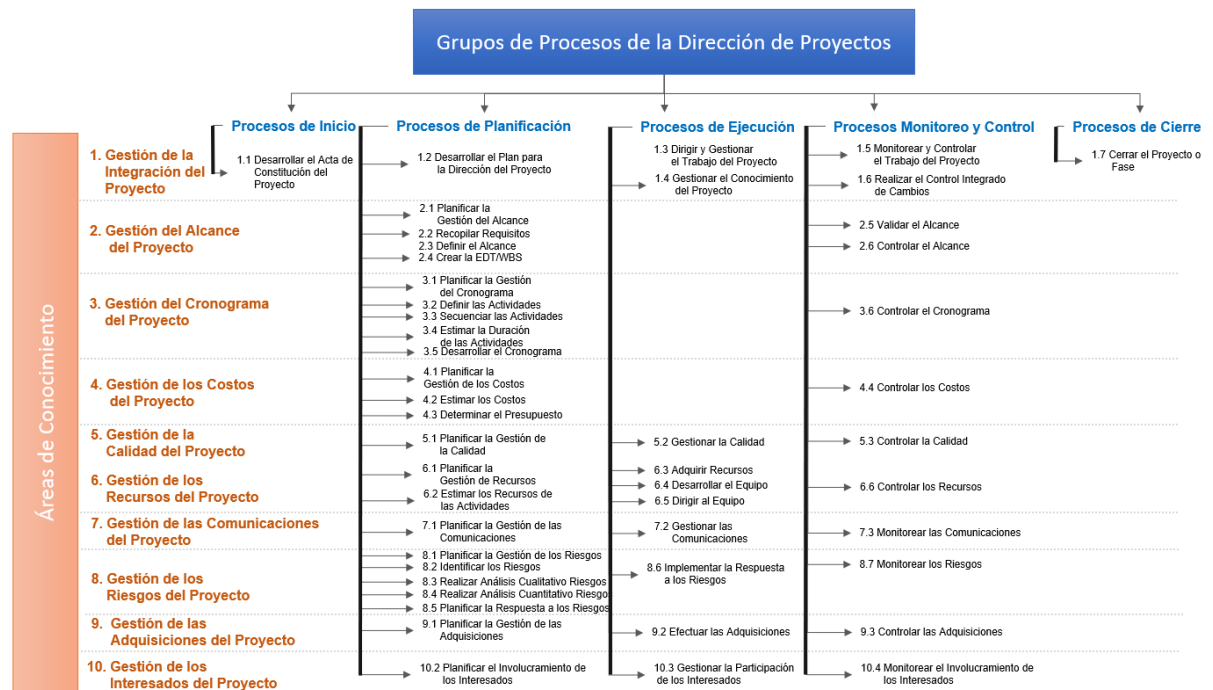 Grupos de Procesos de la Dirección de Proyectos
Procesos de Inicio
Procesos de Planificación
Procesos de Ejecución
Procesos Monitoreo y Control
Procesos de Cierre
Áreas de Conocimiento
1. Gestión de la
Integración del
Proyecto
1.1 Desarrollar el Acta de
Constitución del
Proyecto
1.2 Desarrollar el Plan para
la Dirección del Proyecto
1.3 Dirigir y Gestionar
el Trabajo del Proyecto
1.4 Gestionar el Conocimiento
del Proyecto
1.5 Monitorear y Controlar
el Trabajo del Proyecto
1.6 Realizar el Control Integrado
de Cambios
1.7 Cerrar el Proyecto o
Fase
2. Gestión del Alcance
del Proyecto
2.1 Planificar la
Gestión del Alcance
2.2 Recopilar Requisitos
2.3 Definir el Alcance
2.4 Crear la EDT/WBS
2.5 Validar el Alcance
2.6 Controlar el Alcance
3. Gestión del Cronograma
del Proyecto
3.1 Planificar la Gestión
del Cronograma
3.2 Definir las Actividades
3.3 Secuenciar las Actividades
3.4 Estimar la Duración
de las Actividades
3.5 Desarrollar el Cronograma
3.6 Controlar el Cronograma
4. Gestión de los Costos
del Proyecto
4.1 Planificar la
Gestión de los Costos
4.2 Estimar los Costos
4.3 Determinar el Presupuesto
4.4 Controlar los Costos
5. Gestión de la
Calidad del Proyecto
5.1 Planificar la Gestión de
la Calidad
5.2 Gestionar la Calidad
5.3 Controlar la Calidad
6. Gestión de los
Recursos del Proyecto
6.1 Planificar la
Gestión de Recursos
6.2 Estimar los Recursos de
las Actividades
6.3 Adquirir Recursos
6.4 Desarrollar el Equipo
6.5 Dirigir al Equipo
6.6 Controlar los Recursos
7. Gestión de las Comunicaciones
del Proyecto
7.1 Planificar la Gestión de las
Comunicaciones
7.2 Gestionar las
Comunicaciones
7.3 Monitorear las Comunicaciones
8. Gestión de los
Riesgos del Proyecto
8.1 Planificar la Gestión de los Riesgos
8.2 Identificar los Riesgos
8.3 Realizar Análisis Cualitativo Riesgos
8.4 Realizar Análisis Cuantitativo Riesgos
8.5 Planificar la Respuesta a los Riesgos
8.6 Implementar la Respuesta
a los Riesgos
8.7 Monitorear los Riesgos
9. Gestión de las
Adquisiciones del Proyecto
9.1 Planificar la Gestión de las
Adquisiciones
9.2 Efectuar las Adquisiciones
9.3 Controlar las Adquisiciones
10. Gestión de los
Interesados del Proyecto
10.2 Planificar el Involucramiento de
los Interesados
10.3 Gestionar la Participación
de los Interesados
10.4 Monitorear el Involucramiento de
los Interesados